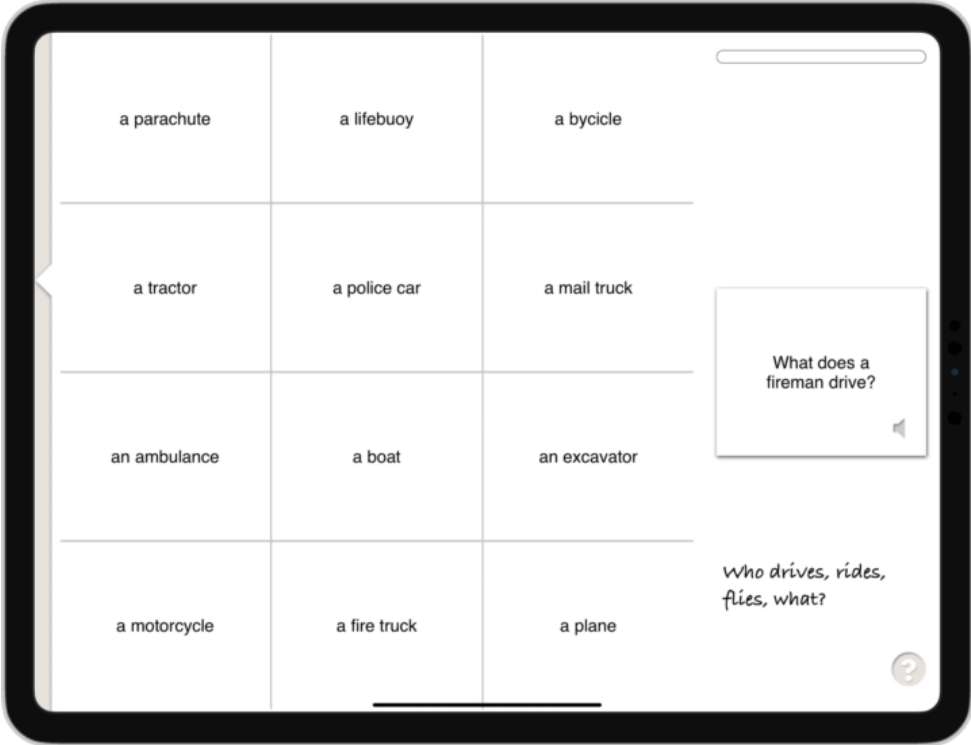 a parachute
a lifebuoy
a bycicle
a tractor
a police car
a mail truck
an ambulance
a boat
an excavator
a motorcycle
a fire truck
a plane
What does a
fireman drive?
Who drives, rides,
flies, what?
?